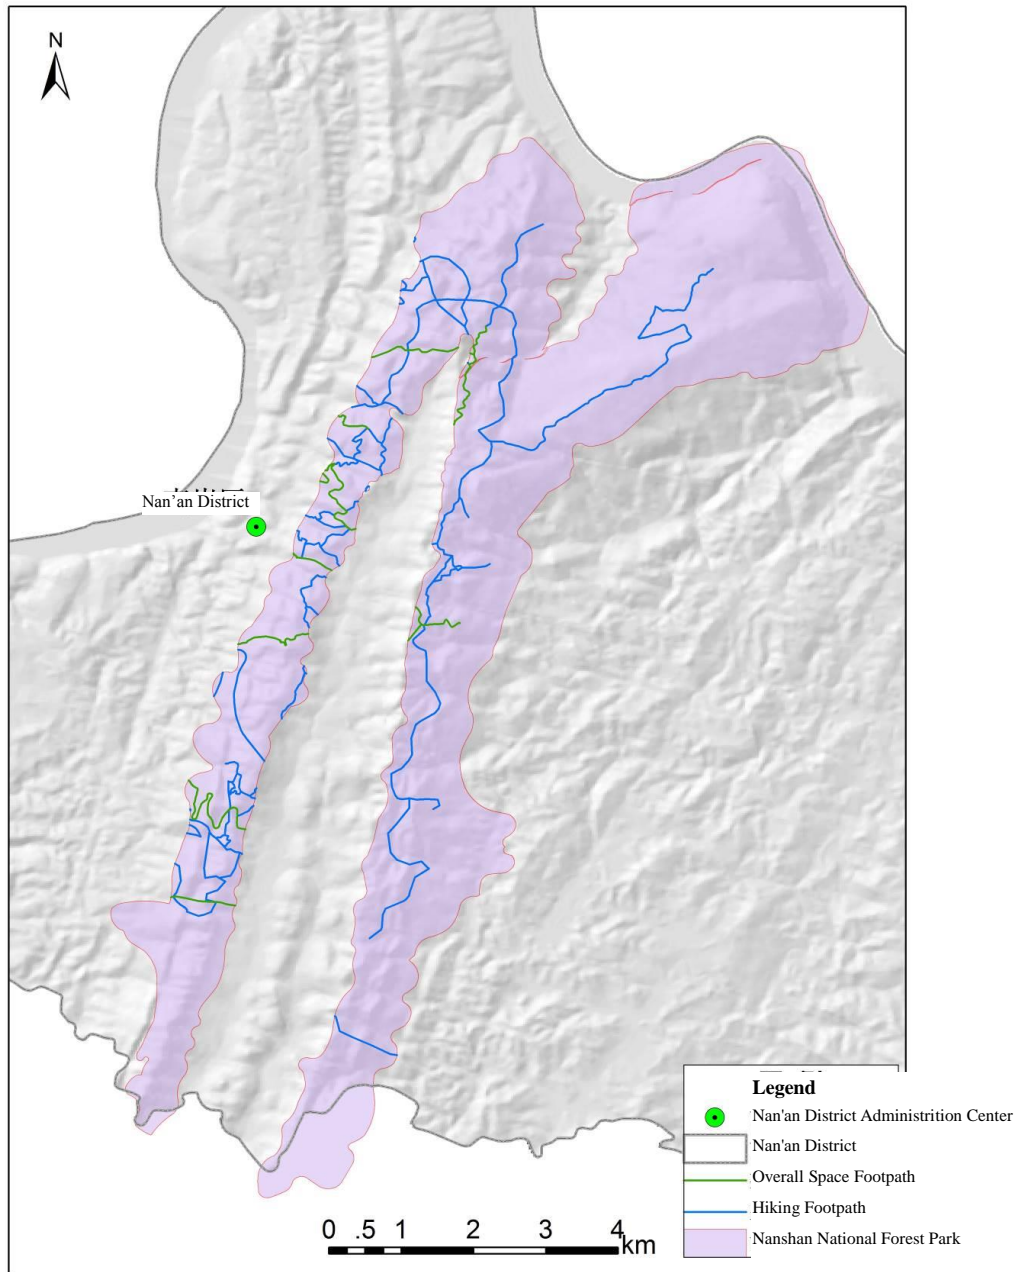 N
Nan'an District
Legend
Nan'an District Administrition Center
Nan'an District
Overall Space Footpath
Hiking Footpath
Nanshan National Forest Park
0 .5 1 2 3 4 km